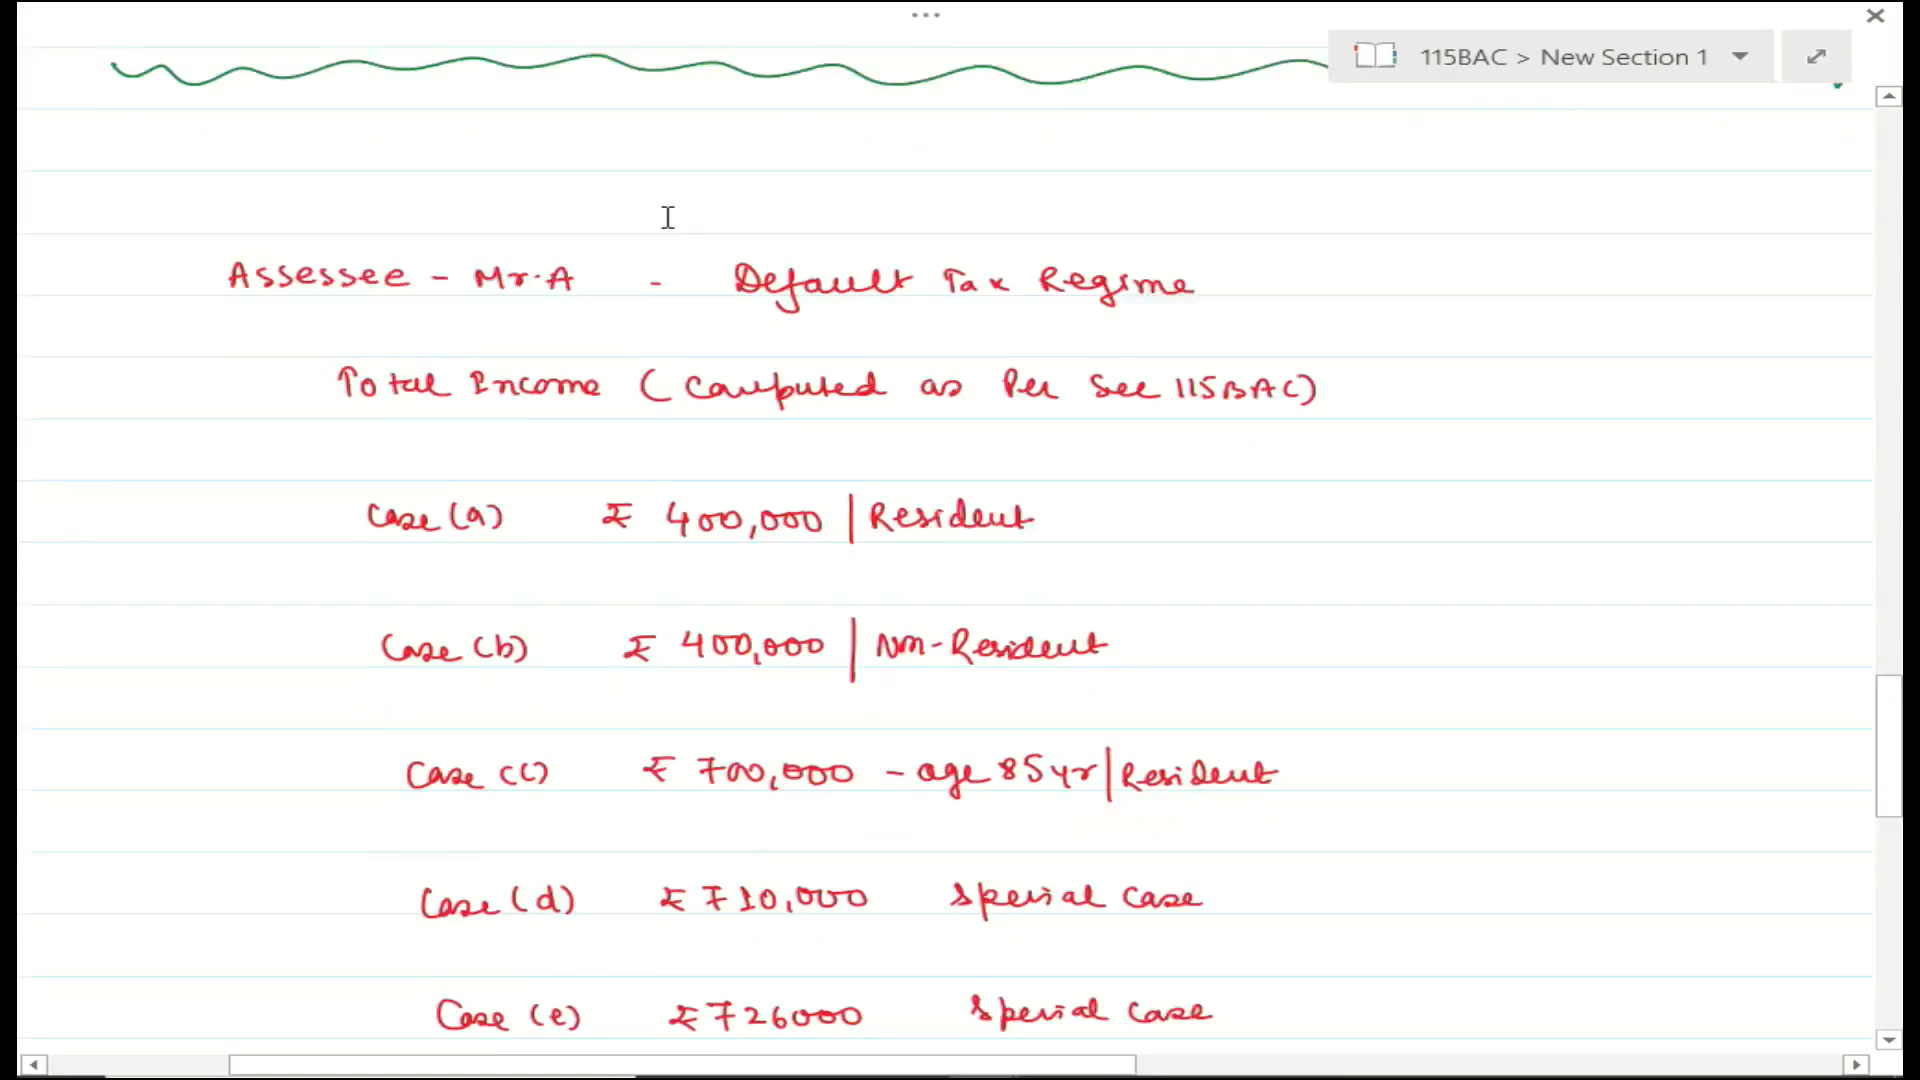 115BAC > New Section 1
Assessee - Mr. A - Default Tax Regime
Total Income (Computed as Per Sec 115BAC)
Case (a) ₹ 400,000 | Resident
Case (b) ₹ 400,000 | Non-Resident
Case (c) ₹ 700,000 - age 85 yr | Resident
Case (d) ₹ 710,000 Special Case
Case (e) ₹ 726000 Special Case